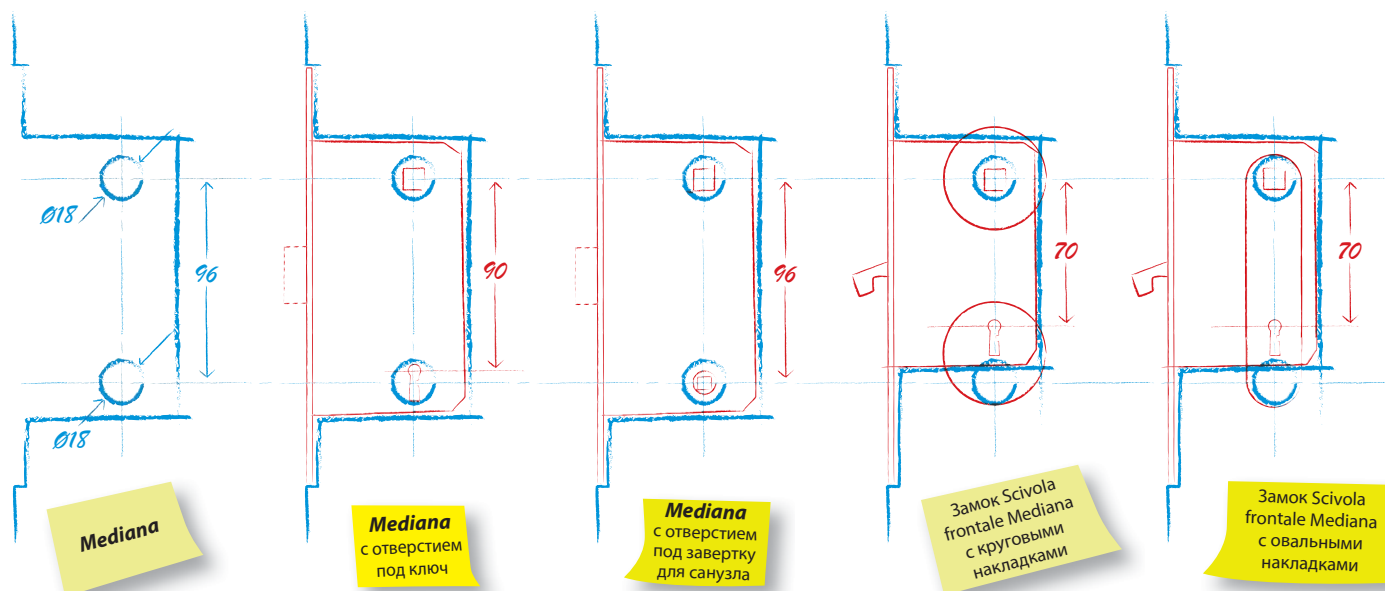 Ø18
96
Ø18
90
96
70
70
Mediana
Mediana
с отверстием
под ключ
Mediana
с отверстием
под завертку
для санузла
Замок Scivola
frontale Mediana
с круговыми
накладками
Замок Scivola
frontale Mediana
с овальными
накладками